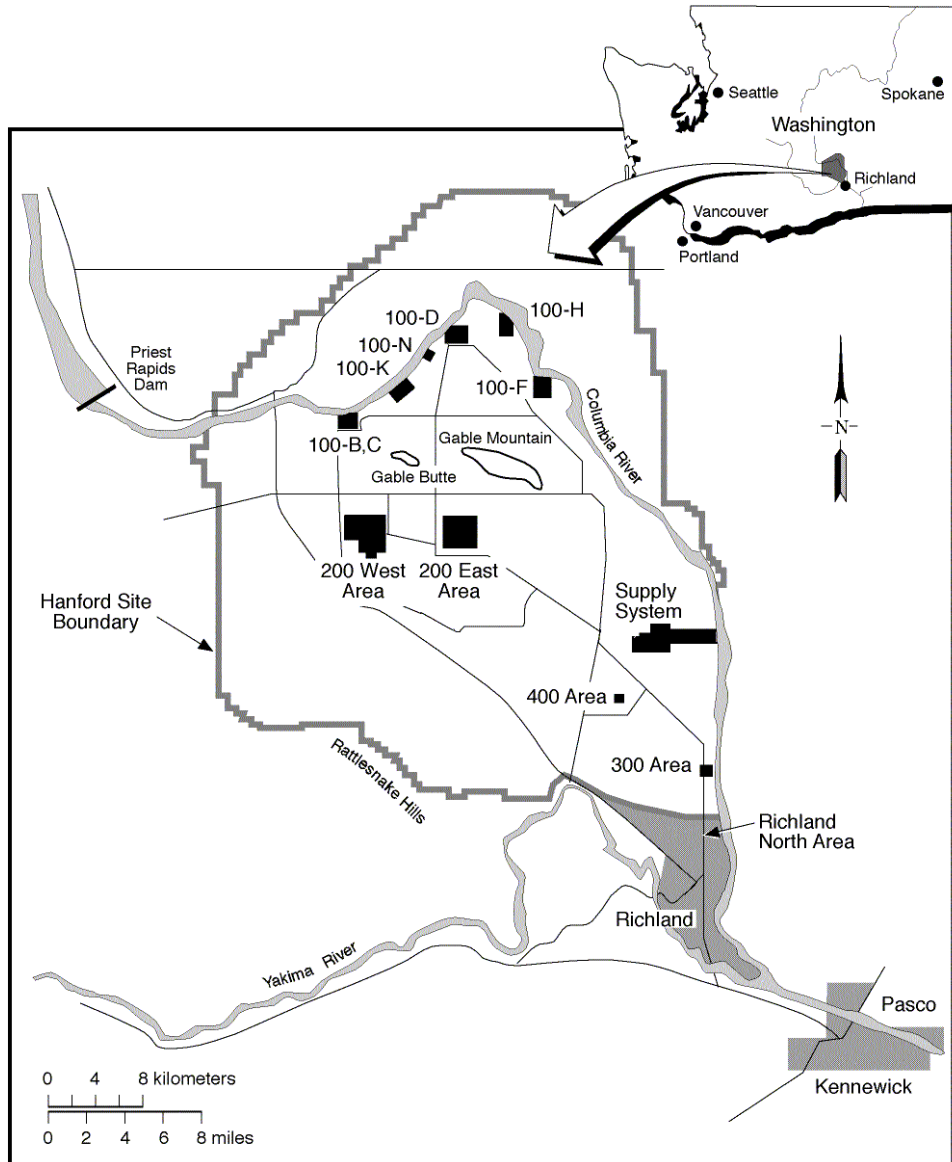 Seattle
Spokane
Washington
Richland
Vancouver
Portland
100-H
100-D
100-N
100-K
100-F
Priest
Rapids
Dam
Columbia River
-N-
100-B,C
Gable Mountain
Gable Butte
200 West
Area
200 East
Area
Hanford Site
Boundary
Supply
System
400 Area
300 Area
Rattlesnake Hills
Richland
North Area
Richland
Yakima River
Pasco
Kennewick
0 4 8 kilometers
0 2 4 6 8 miles